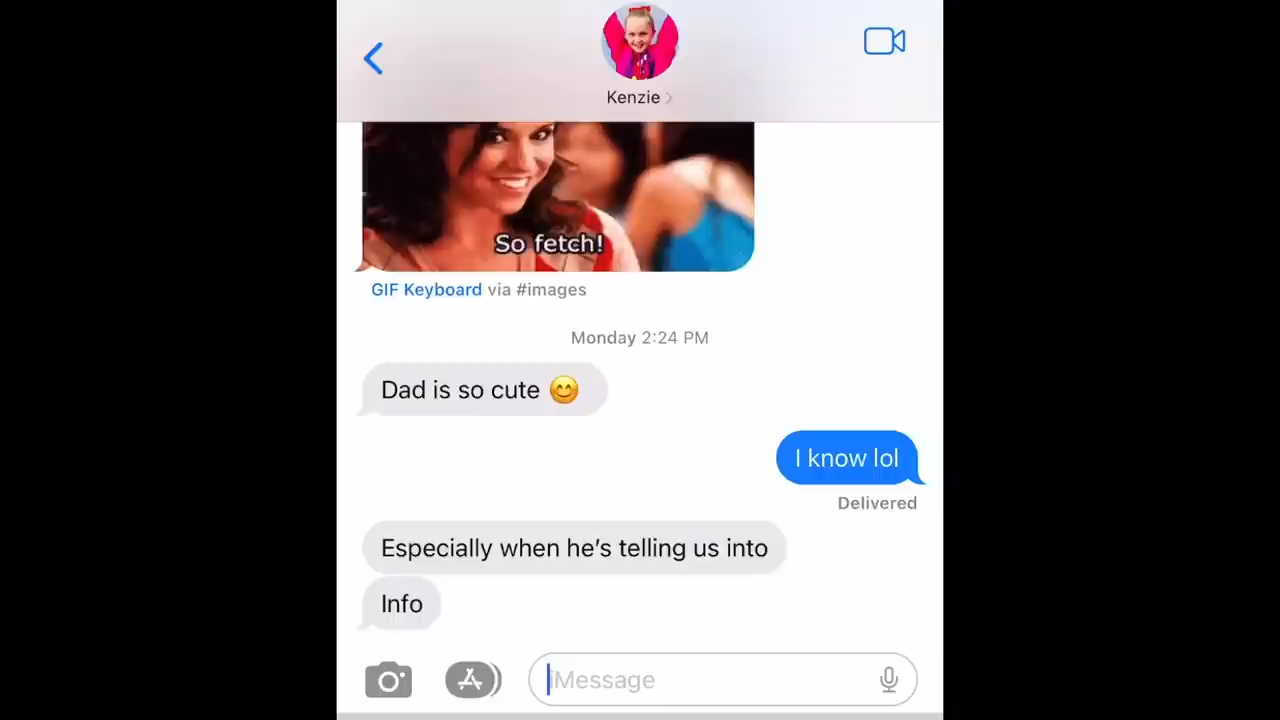 Kenzie
So fetch!
GIF Keyboard via #images
Monday 2:24 PM
Dad is so cute 😊
I know lol
Delivered
Especially when he’s telling us into
Info
iMessage